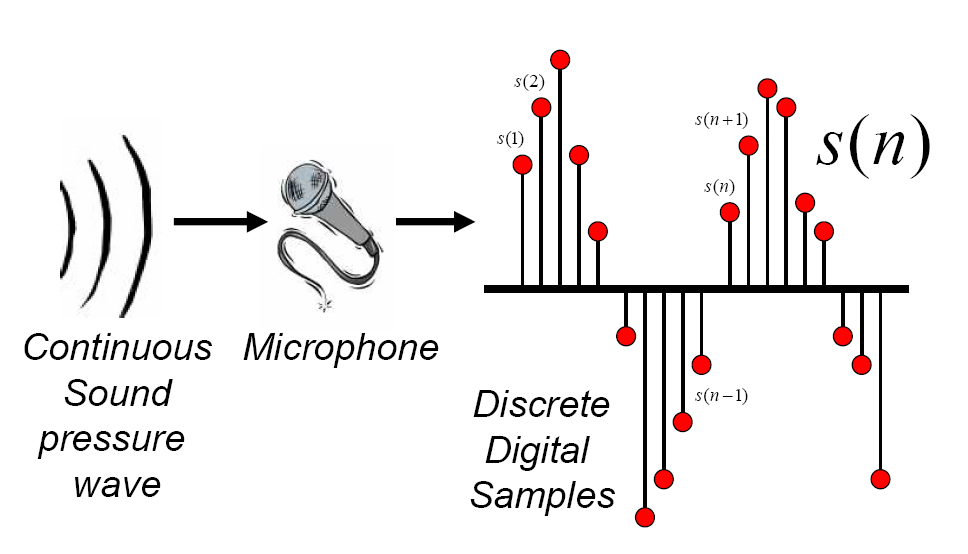 Continuous
Sound
pressure
wave
Microphone
s(1)
s(2)
s(n)
s(n+1)
s(n)
s(n−1)
Discrete
Digital
Samples